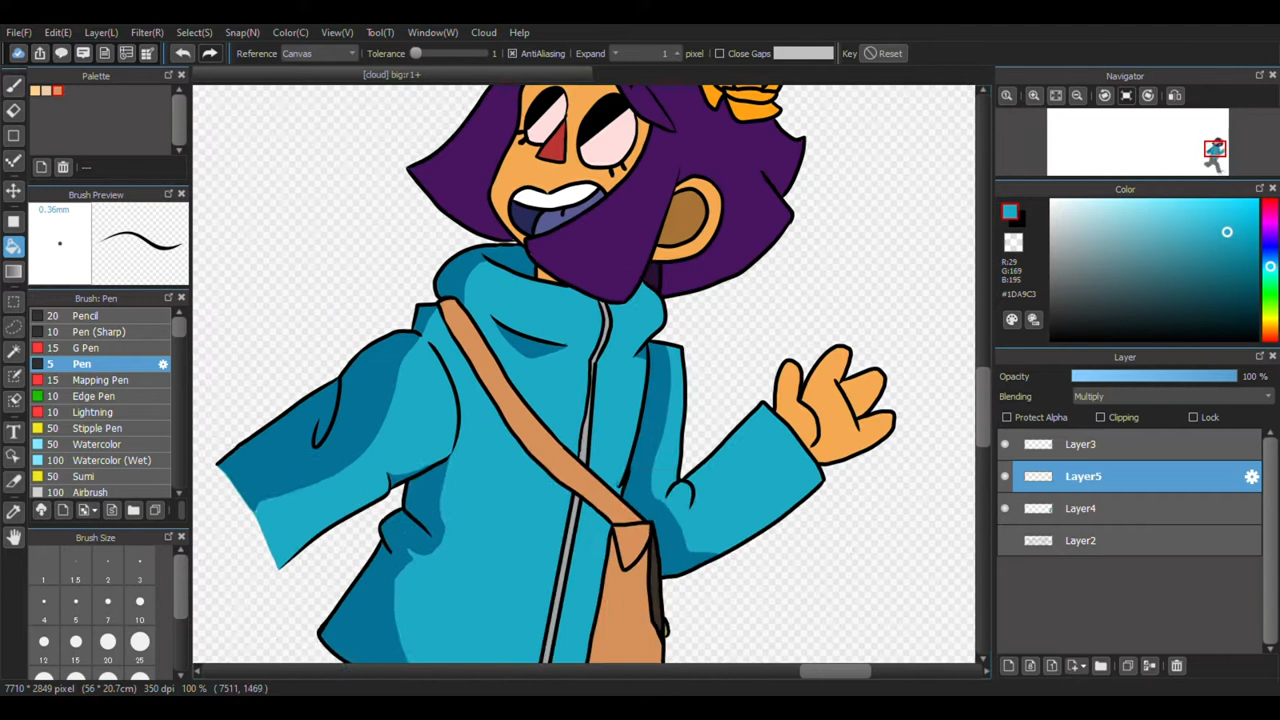 File(F) Edit(E) Layer(L) Filter(R) Select(S) Snap(N) Color(C) View(V) Tool(T) Window(W) Cloud Help
Reference Canvas Tolerance 1 AntiAliasing Expand 1 pixel Close Gaps Key Reset
Palette
[cloud] big:r1+
Navigator
---
Brush Preview
0.36mm
Color
R:29
G:169
B:195
#1DA9C3
Brush: Pen
20 Pencil
10 Pen (Sharp)
15 G Pen
5 Pen
15 Mapping Pen
10 Edge Pen
10 Lightning
50 Stipple Pen
50 Watercolor
100 Watercolor (Wet)
50 Sumi
100 Airbrush
Layer
Opacity 100 %
Blending Multiply
Protect Alpha Clipping Lock
Layer3
Layer5
Layer4
Layer2
Brush Size
1 1.5 2 3
4 5 7 10
12 15 20 25
7710 * 2849 pixel (56 * 20.7cm) 350 dpi 100 % ( 7511, 1469 )